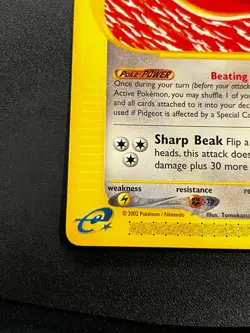 POKé-POWER Beating
Once during your turn (before your attack
Active Pokémon, you may shuffle 1 of you
and all cards attached to it into your deck
used if Pidgeot is affected by a Special Co
Sharp Beak Flip a
heads, this attack does
damage plus 30 more
weakness resistance
-30
© 2002 Pokémon / Nintendo Illus. Tomokazu
e